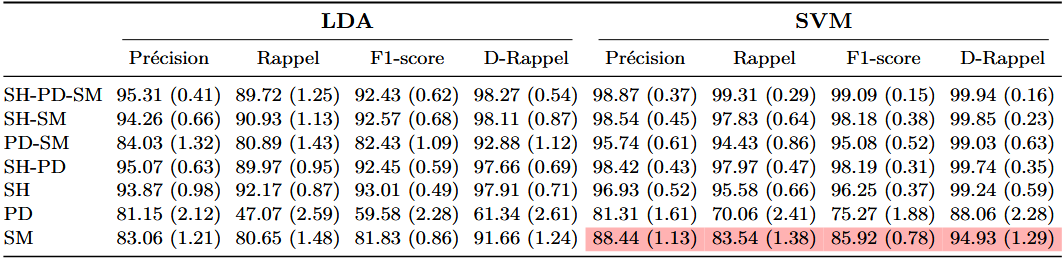 LDA SVM
Précision Rappel F1-score D-Rappel Précision Rappel F1-score D-Rappel
SH-PD-SM 95.31 (0.41) 89.72 (1.25) 92.43 (0.62) 98.27 (0.54) 98.87 (0.37) 99.31 (0.29) 99.09 (0.15) 99.94 (0.16)
SH-SM 94.26 (0.66) 90.93 (1.13) 92.57 (0.68) 98.11 (0.87) 98.54 (0.45) 97.83 (0.64) 98.18 (0.38) 99.85 (0.23)
PD-SM 84.03 (1.32) 80.89 (1.43) 82.43 (1.09) 92.88 (1.12) 95.74 (0.61) 94.43 (0.86) 95.08 (0.52) 99.03 (0.63)
SH-PD 95.07 (0.63) 89.97 (0.95) 92.45 (0.59) 97.66 (0.69) 98.42 (0.43) 97.97 (0.47) 98.19 (0.31) 99.74 (0.35)
SH 93.87 (0.98) 92.17 (0.87) 93.01 (0.49) 97.91 (0.71) 96.93 (0.52) 95.58 (0.66) 96.25 (0.37) 99.24 (0.59)
PD 81.15 (2.12) 47.07 (2.59) 59.58 (2.28) 61.34 (2.61) 81.31 (1.61) 70.06 (2.41) 75.27 (1.88) 88.06 (2.28)
SM 83.06 (1.21) 80.65 (1.48) 81.83 (0.86) 91.66 (1.24) 88.44 (1.13) 83.54 (1.38) 85.92 (0.78) 94.93 (1.29)